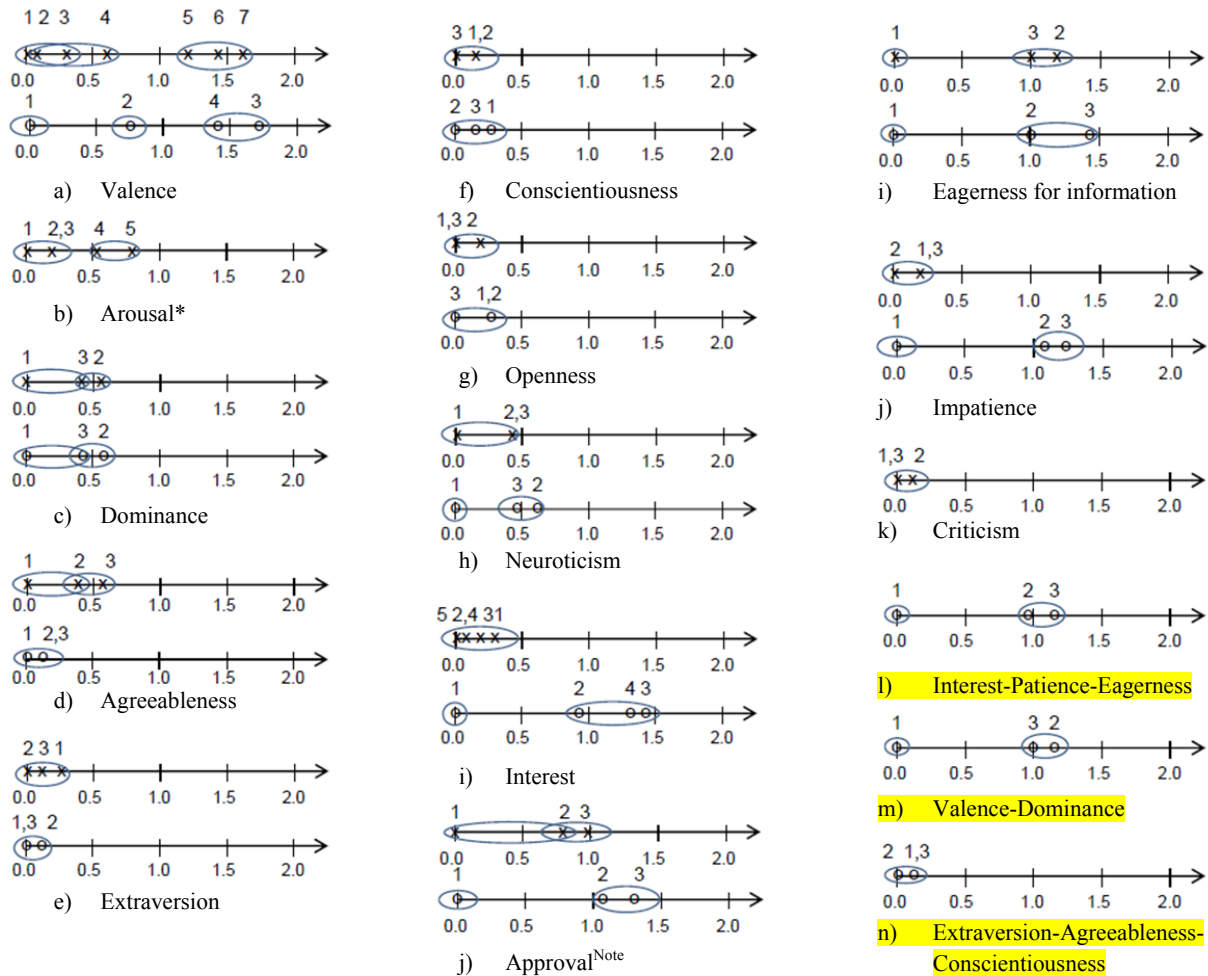 1 2 3 4 5 6 7
0.0 0.5 1.0 1.5 2.0
1 2 4 3
0.0 0.5 1.0 1.5 2.0
a) Valence
1 2,3 4 5
0.0 0.5 1.0 1.5 2.0
b) Arousal*
1 3 2
0.0 0.5 1.0 1.5 2.0
1 3 2
0.0 0.5 1.0 1.5 2.0
c) Dominance
1 2 3
0.0 0.5 1.0 1.5 2.0
1 2,3
0.0 0.5 1.0 1.5 2.0
d) Agreeableness
2 3 1
0.0 0.5 1.0 1.5 2.0
1,3 2
0.0 0.5 1.0 1.5 2.0
e) Extraversion
3 1,2
0.0 0.5 1.0 1.5 2.0
2 3 1
0.0 0.5 1.0 1.5 2.0
f) Conscientiousness
1,3 2
0.0 0.5 1.0 1.5 2.0
3 1,2
0.0 0.5 1.0 1.5 2.0
g) Openness
1 2,3
0.0 0.5 1.0 1.5 2.0
1 3 2
0.0 0.5 1.0 1.5 2.0
h) Neuroticism
5 2,4 31
0.0 0.5 1.0 1.5 2.0
1 2 4 3
0.0 0.5 1.0 1.5 2.0
i) Interest
1 2 3
0.0 0.5 1.0 1.5 2.0
1 2 3
0.0 0.5 1.0 1.5 2.0
j) Approval^Note
1 3 2
0.0 0.5 1.0 1.5 2.0
1 2 3
0.0 0.5 1.0 1.5 2.0
i) Eagerness for information
2 1,3
0.0 0.5 1.0 1.5 2.0
1 2 3
0.0 0.5 1.0 1.5 2.0
j) Impatience
1,3 2
0.0 0.5 1.0 1.5 2.0
k) Criticism
1 2 3
0.0 0.5 1.0 1.5 2.0
l) Interest-Patience-Eagerness
1 3 2
0.0 0.5 1.0 1.5 2.0
m) Valence-Dominance
2 1,3
0.0 0.5 1.0 1.5 2.0
n) Extraversion-Agreeableness-
Conscientiousness